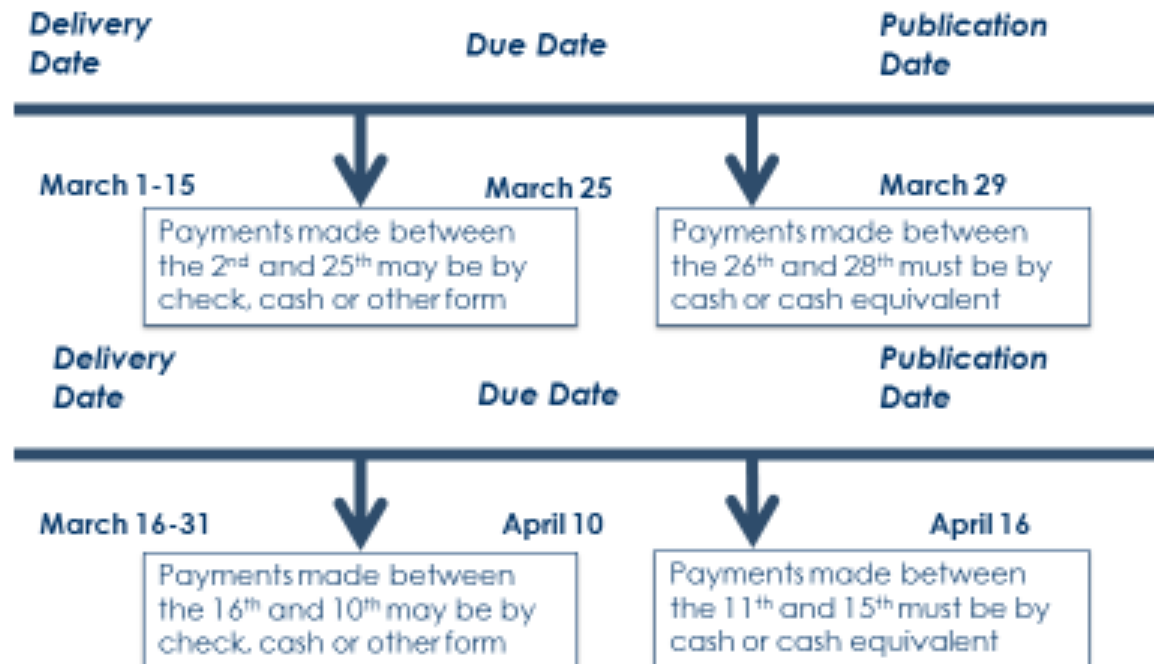 Delivery
Date
Due Date
Publication
Date
March 1-15
March 25
March 29
Payments made between
the 2nd and 25th may be by
check, cash or other form
Payments made between
the 26th and 28th must be by
cash or cash equivalent
Delivery
Date
Due Date
Publication
Date
March 16-31
April 10
April 16
Payments made between
the 16th and 10th may be by
check, cash or other form
Payments made between
the 11th and 15th must be by
cash or cash equivalent